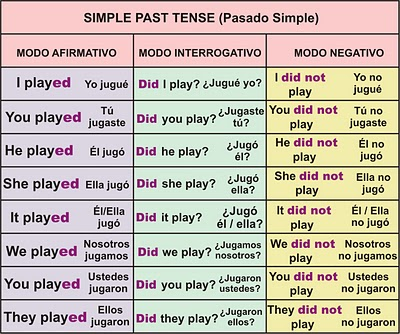 SIMPLE PAST TENSE (Pasado Simple)
MODO AFIRMATIVO MODO INTERROGATIVO MODO NEGATIVO
I played Yo jugué Did I play? ¿Jugué yo? I did not play Yo no jugué
You played Tú jugaste Did you play? ¿Jugaste tú? You did not play Tú no jugaste
He played Él jugó Did he play? ¿Jugó él? He did not play Él no jugó
She played Ella jugó Did she play? ¿Jugó ella? She did not play Ella no jugó
It played Él/Ella jugó Did it play? ¿Jugó él / ella? It did not play Él / Ella no jugó
We played Nosotros jugamos Did we play? ¿Jugamos nosotros? We did not play Nosotros no jugamos
You played Ustedes jugaron Did you play? ¿Jugaron ustedes? You did not play Ustedes no jugaron
They played Ellos jugaron Did they play? ¿Jugaron ellos? They did not play Ellos no jugaron